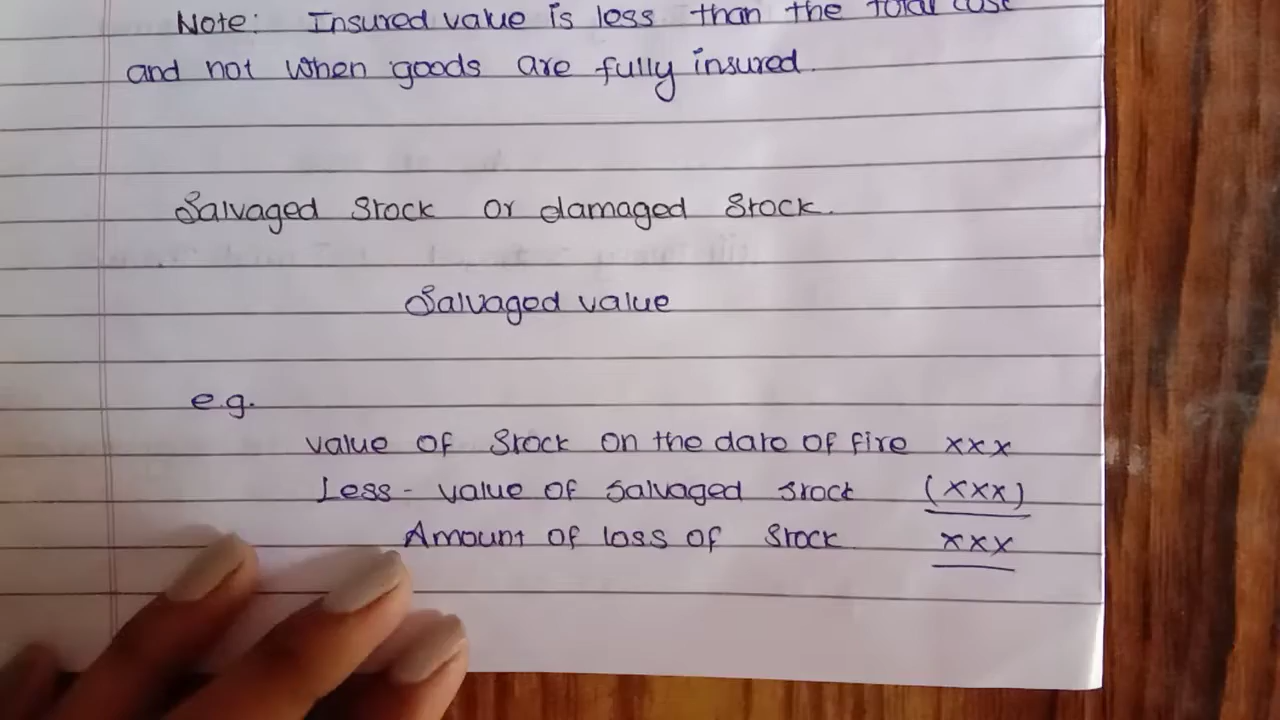 Note: Insured value is less than the total cost
and not when goods are fully insured.
Salvaged Stock or damaged Stock.
Salvaged value
e.g.
value of Stock on the date of fire xxx
Less - value of salvaged stock (xxx)
Amount of loss of Stock xxx